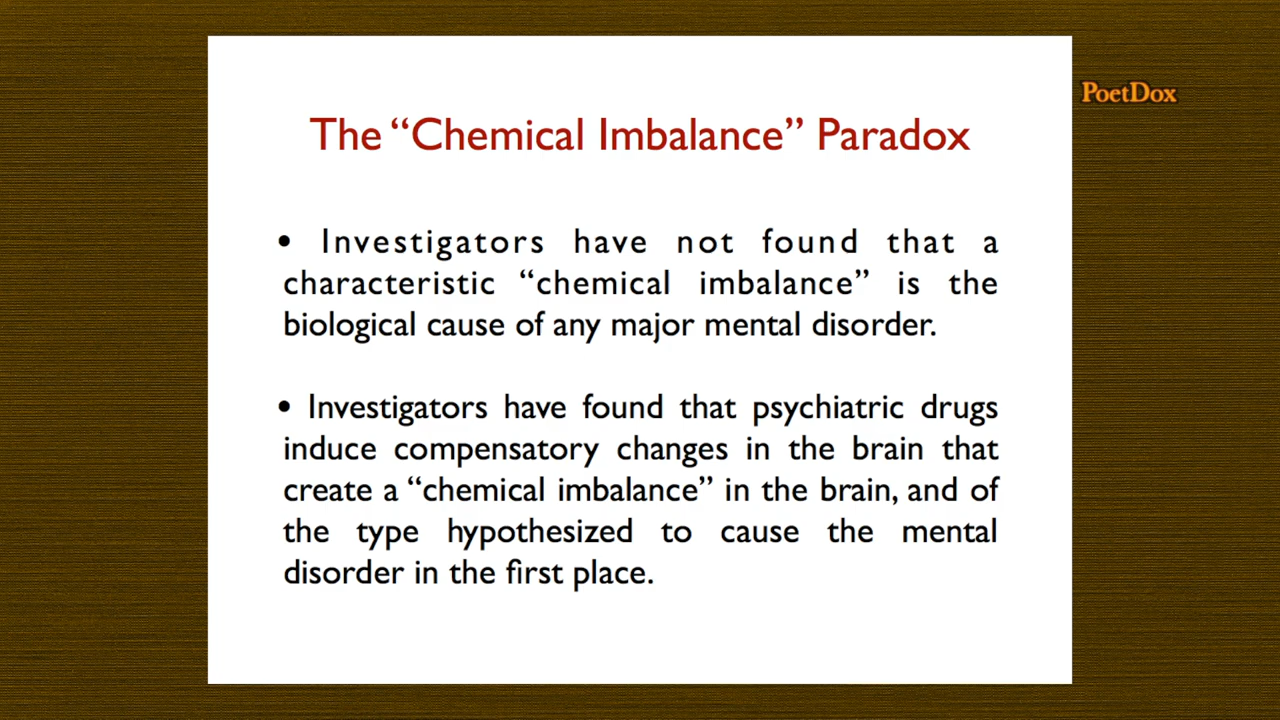 The “Chemical Imbalance” Paradox
PoetDox
• Investigators have not found that a
characteristic “chemical imbalance” is the
biological cause of any major mental disorder.
• Investigators have found that psychiatric drugs
induce compensatory changes in the brain that
create a “chemical imbalance” in the brain, and of
the type hypothesized to cause the mental
disorder in the first place.